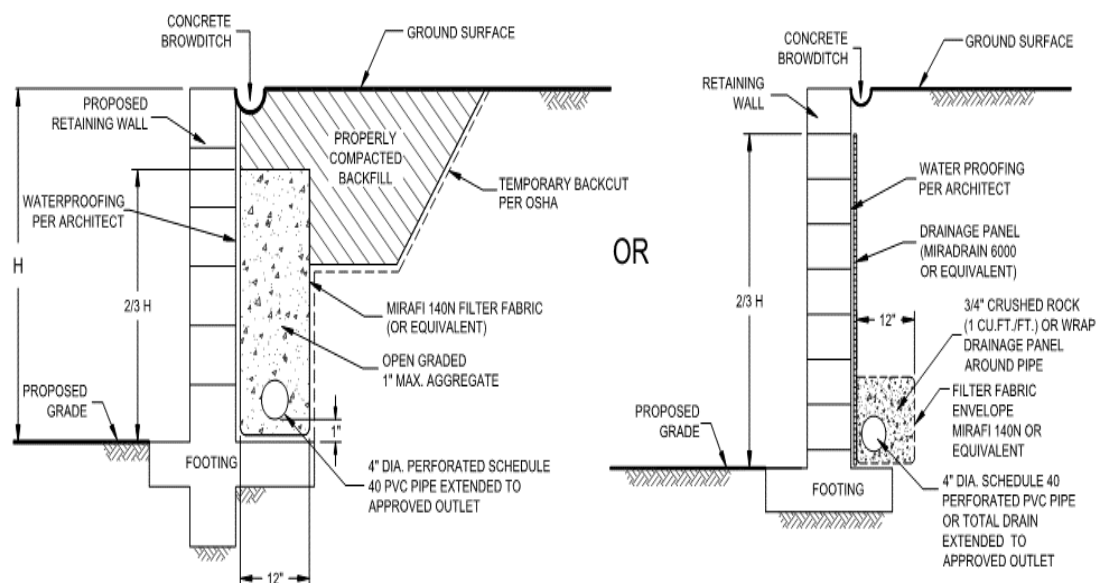 CONCRETE
BROWDITCH
GROUND SURFACE
PROPOSED
RETAINING WALL
PROPERLY
COMPACTED
BACKFILL
WATERPROOFING
PER ARCHITECT
TEMPORARY BACKCUT
PER OSHA
H
2/3 H
MIRAFI 140N FILTER FABRIC
(OR EQUIVALENT)
OPEN GRADED
1" MAX. AGGREGATE
PROPOSED
GRADE
1"
FOOTING
4" DIA. PERFORATED SCHEDULE
40 PVC PIPE EXTENDED TO
APPROVED OUTLET
12"
OR
CONCRETE
BROWDITCH
GROUND SURFACE
RETAINING
WALL
WATER PROOFING
PER ARCHITECT
DRAINAGE PANEL
(MIRADRAIN 6000
OR EQUIVALENT)
2/3 H
12"
3/4" CRUSHED ROCK
(1 CU.FT./FT.) OR WRAP
DRAINAGE PANEL
AROUND PIPE
PROPOSED
GRADE
FILTER FABRIC
ENVELOPE
MIRAFI 140N OR
EQUIVALENT
FOOTING
4" DIA. SCHEDULE 40
PERFORATED PVC PIPE
OR TOTAL DRAIN
EXTENDED TO
APPROVED OUTLET